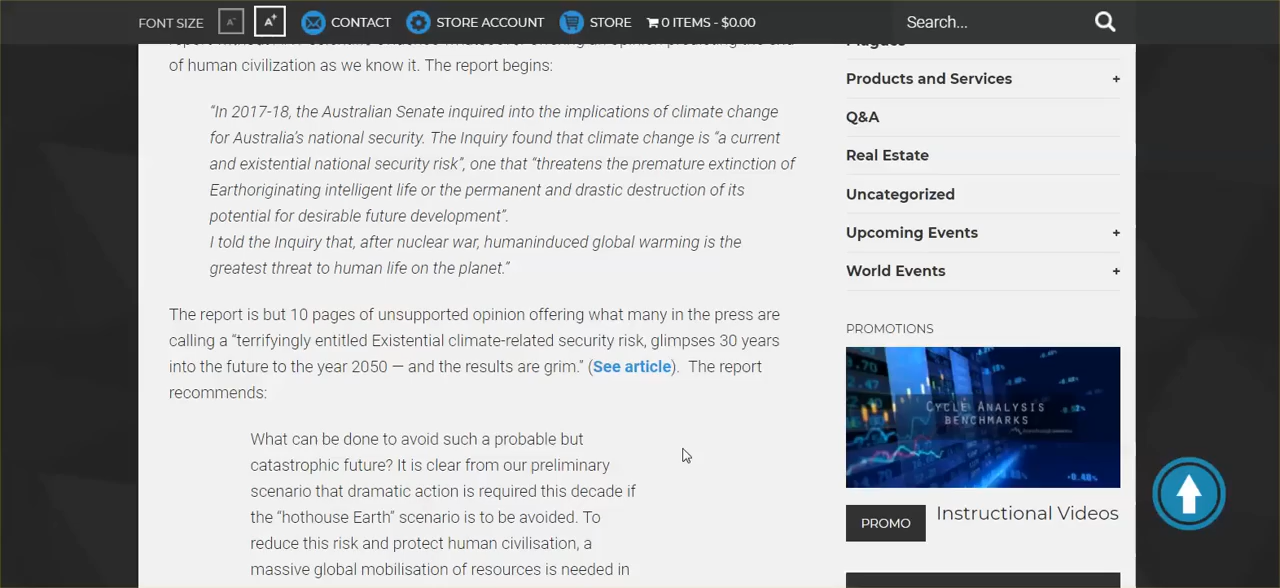 FONT SIZE A- A+ CONTACT STORE ACCOUNT STORE 0 ITEMS - $0.00 Search...
of human civilization as we know it. The report begins:
“In 2017-18, the Australian Senate inquired into the implications of climate change
for Australia’s national security. The Inquiry found that climate change is “a current
and existential national security risk”, one that “threatens the premature extinction of
Earthoriginating intelligent life or the permanent and drastic destruction of its
potential for desirable future development”.
I told the Inquiry that, after nuclear war, humaninduced global warming is the
greatest threat to human life on the planet.”
The report is but 10 pages of unsupported opinion offering what many in the press are
calling a “terrifyingly entitled Existential climate-related security risk, glimpses 30 years
into the future to the year 2050 — and the results are grim.” (See article).  The report
recommends:
What can be done to avoid such a probable but
catastrophic future? It is clear from our preliminary
scenario that dramatic action is required this decade if
the “hothouse Earth” scenario is to be avoided. To
reduce this risk and protect human civilisation, a
massive global mobilisation of resources is needed in
Plagues
Products and Services +
Q&A
Real Estate
Uncategorized
Upcoming Events +
World Events +
PROMOTIONS
CYCLE ANALYSIS
BENCHMARKS
PROMO Instructional Videos